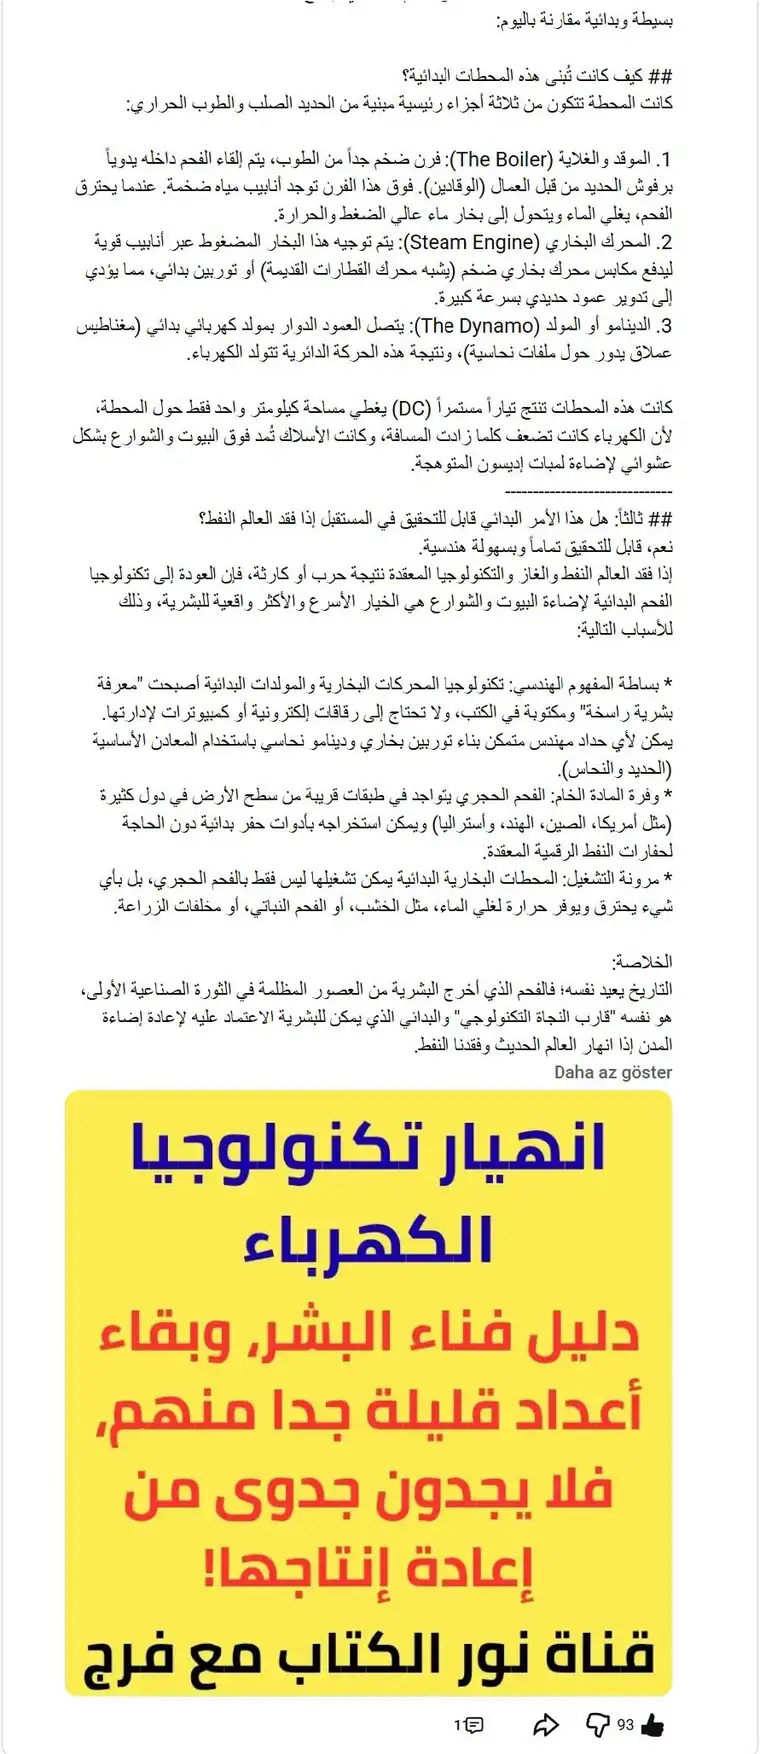 بسيطة وبدائية مقارنة باليوم:
## كيف كانت تُبنى هذه المحطات البدائية؟
كانت المحطة تتكون من ثلاثة أجزاء رئيسية مبنية من الحديد الصلب والطوب الحراري:
1. الموقد والغلاية (The Boiler): فرن ضخم جداً من الطوب، يتم إلقاء الفحم داخله يدوياً
برفوش الحديد من قبل العمال (الوقادين). فوق هذا الفرن توجد أنابيب مياه ضخمة. عندما يحترق
الفحم، يغلي الماء ويتحول إلى بخار ماء عالي الضغط والحرارة.
2. المحرك البخاري (Steam Engine): يتم توجيه هذا البخار المضغوط عبر أنابيب قوية
ليدفع مكابس محرك بخاري ضخم (يشبه محرك القطارات القديمة) أو توربين بدائي، مما يؤدي
إلى تدوير عمود حديدي بسرعة كبيرة.
3. الدينامو أو المولد (The Dynamo): يتصل العمود الدوار بمولد كهربائي بدائي (مغناطيس
عملاق يدور حول ملفات نحاسية)، ونتيجة هذه الحركة الدائرية تتولد الكهرباء.
كانت هذه المحطات تنتج تياراً مستمراً (DC) يغطي مساحة كيلومتر واحد فقط حول المحطة،
لأن الكهرباء كانت تضعف كلما زادت المسافة، وكانت الأسلاك تُمد فوق البيوت والشوارع بشكل
عشوائي لإضاءة لمبات إديسون المتوهجة.
------------------------------
## ثالثاً: هل هذا الأمر البدائي قابل للتحقيق في المستقبل إذا فقد العالم النفط؟
نعم، قابل للتحقيق تماماً وبسهولة هندسية.
إذا فقد العالم النفط والغاز والتكنولوجيا المعقدة نتيجة حرب أو كارثة، فإن العودة إلى تكنولوجيا
الفحم البدائية لإضاءة البيوت والشوارع هي الخيار الأسرع والأكثر واقعية للبشرية، وذلك
للأسباب التالية:
* بساطة المفهوم الهندسي: تكنولوجيا المحركات البخارية والمولدات البدائية أصبحت "معرفة
بشرية راسخة" ومكتوبة في الكتب، ولا تحتاج إلى رقاقات إلكترونية أو كمبيوترات لإدارتها.
يمكن لأي حداد مهندس متمكن بناء توربين بخاري ودينامو نحاسي باستخدام المعادن الأساسية
(الحديد والنحاس).
* وفرة المادة الخام: الفحم الحجري يتواجد في طبقات قريبة من سطح الأرض في دول كثيرة
(مثل أمريكا، الصين، الهند، وأستراليا) ويمكن استخراجه بأدوات حفر بدائية دون الحاجة
لحفارات النفط الرقمية المعقدة.
* مرونة التشغيل: المحطات البخارية البدائية يمكن تشغيلها ليس فقط بالفحم الحجري، بل بأي
شيء يحترق ويوفر حرارة لغلي الماء، مثل الخشب، أو الفحم النباتي، أو مخلفات الزراعة.
الخلاصة:
التاريخ يعيد نفسه؛ فالفحم الذي أخرج البشرية من العصور المظلمة في الثورة الصناعية الأولى،
هو نفسه "قارب النجاة التكنولوجي" والبدائي الذي يمكن للبشرية الاعتماد عليه لإعادة إضاءة
المدن إذا انهار العالم الحديث وفقدنا النفط.
Daha az göster
انهيار تكنولوجيا
الكهرباء
دليل فناء البشر، وبقاء
أعداد قليلة جدا منهم،
فلا يجدون جدوى من
إعادة إنتاجها!
قناة نور الكتاب مع فرج
93